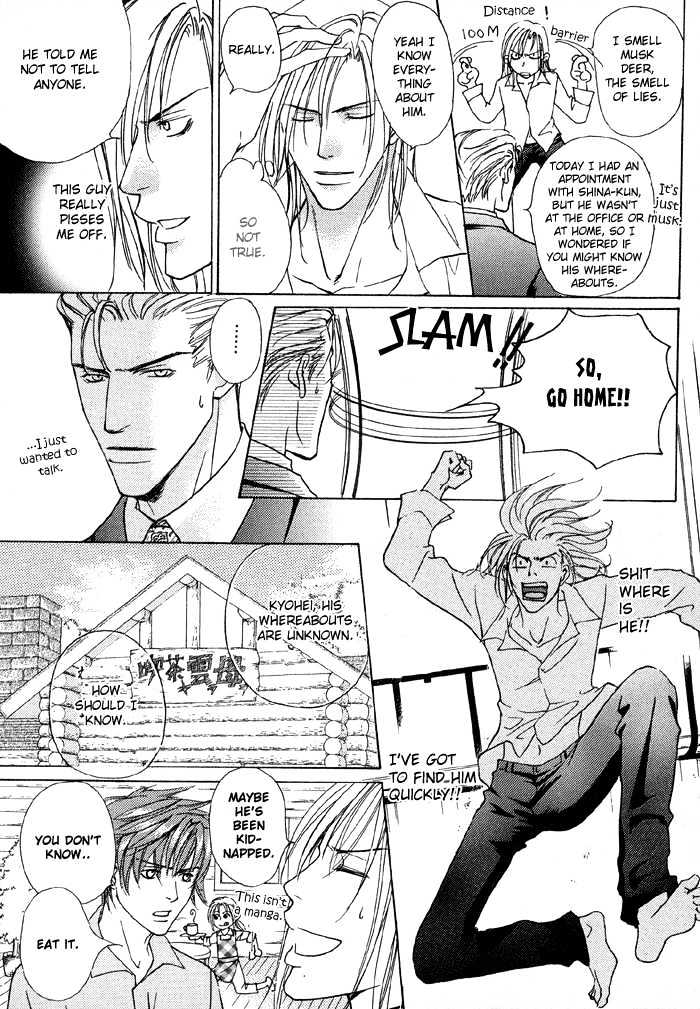 Distance !
100M
barrier
I SMELL
MUSK
DEER,
THE SMELL
OF LIES.
TODAY I HAD AN
APPOINTMENT
WITH SHINA-KUN,
BUT HE WASN'T
AT THE OFFICE OR
AT HOME, SO I
WONDERED IF
YOU MIGHT KNOW
HIS WHERE-
ABOUTS.
It's
just
musk.
YEAH I
KNOW
EVERY-
THING
ABOUT
HIM.
REALLY.
SO
NOT
TRUE.
HE TOLD ME
NOT TO TELL
ANYONE.
THIS GUY
REALLY
PISSES
ME OFF.
SO,
GO HOME!!
SLAM!!
.....
...I just
wanted to
talk.
SHIT
WHERE
IS
HE!!
I'VE GOT
TO FIND HIM
QUICKLY!!
KYOHEI, HIS
WHEREABOUTS
ARE UNKNOWN.
喫茶雲母
HOW
SHOULD I
KNOW.
MAYBE
HE'S
BEEN
KID-
NAPPED.
This isn't
a manga.
YOU DON'T
KNOW..
EAT IT.